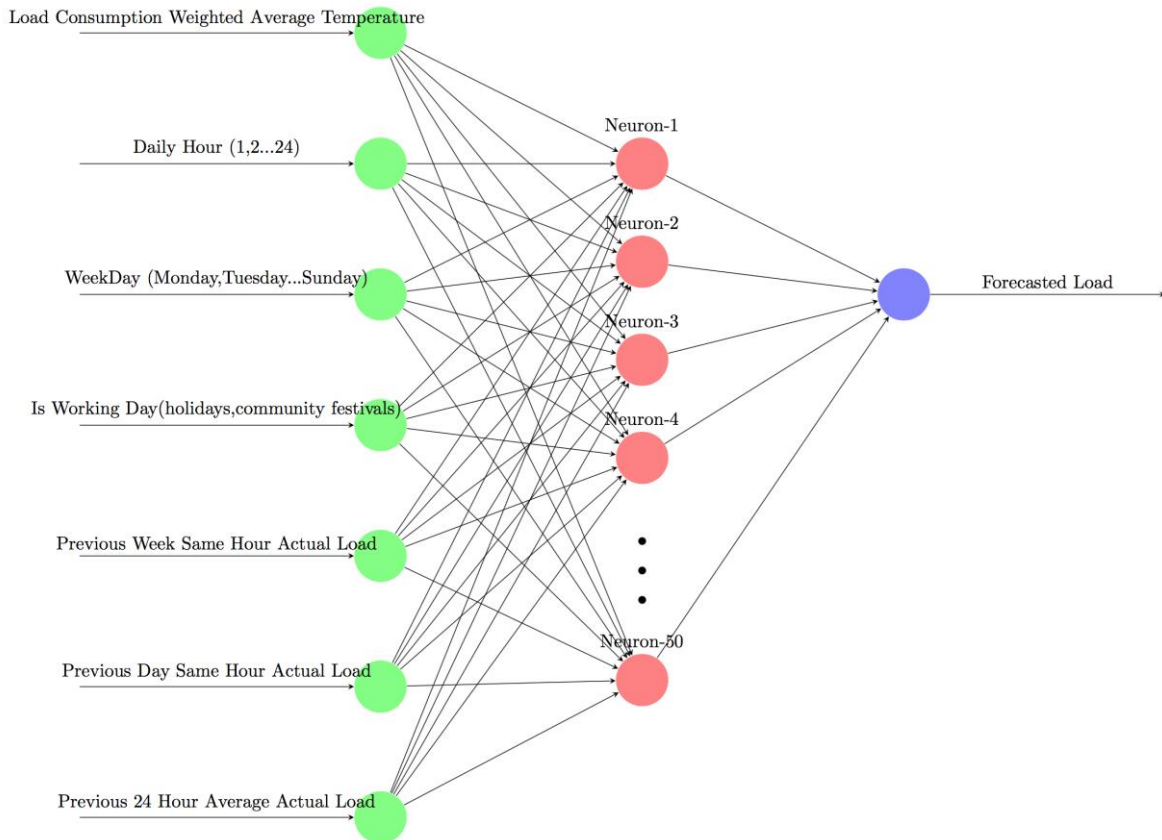 Load Consumption Weighted Average Temperature
Daily Hour (1,2...24)
WeekDay (Monday,Tuesday...Sunday)
Is Working Day(holidays,community festivals)
Previous Week Same Hour Actual Load
Previous Day Same Hour Actual Load
Previous 24 Hour Average Actual Load
Neuron-1
Neuron-2
Neuron-3
Neuron-4
Neuron-50
Forecasted Load